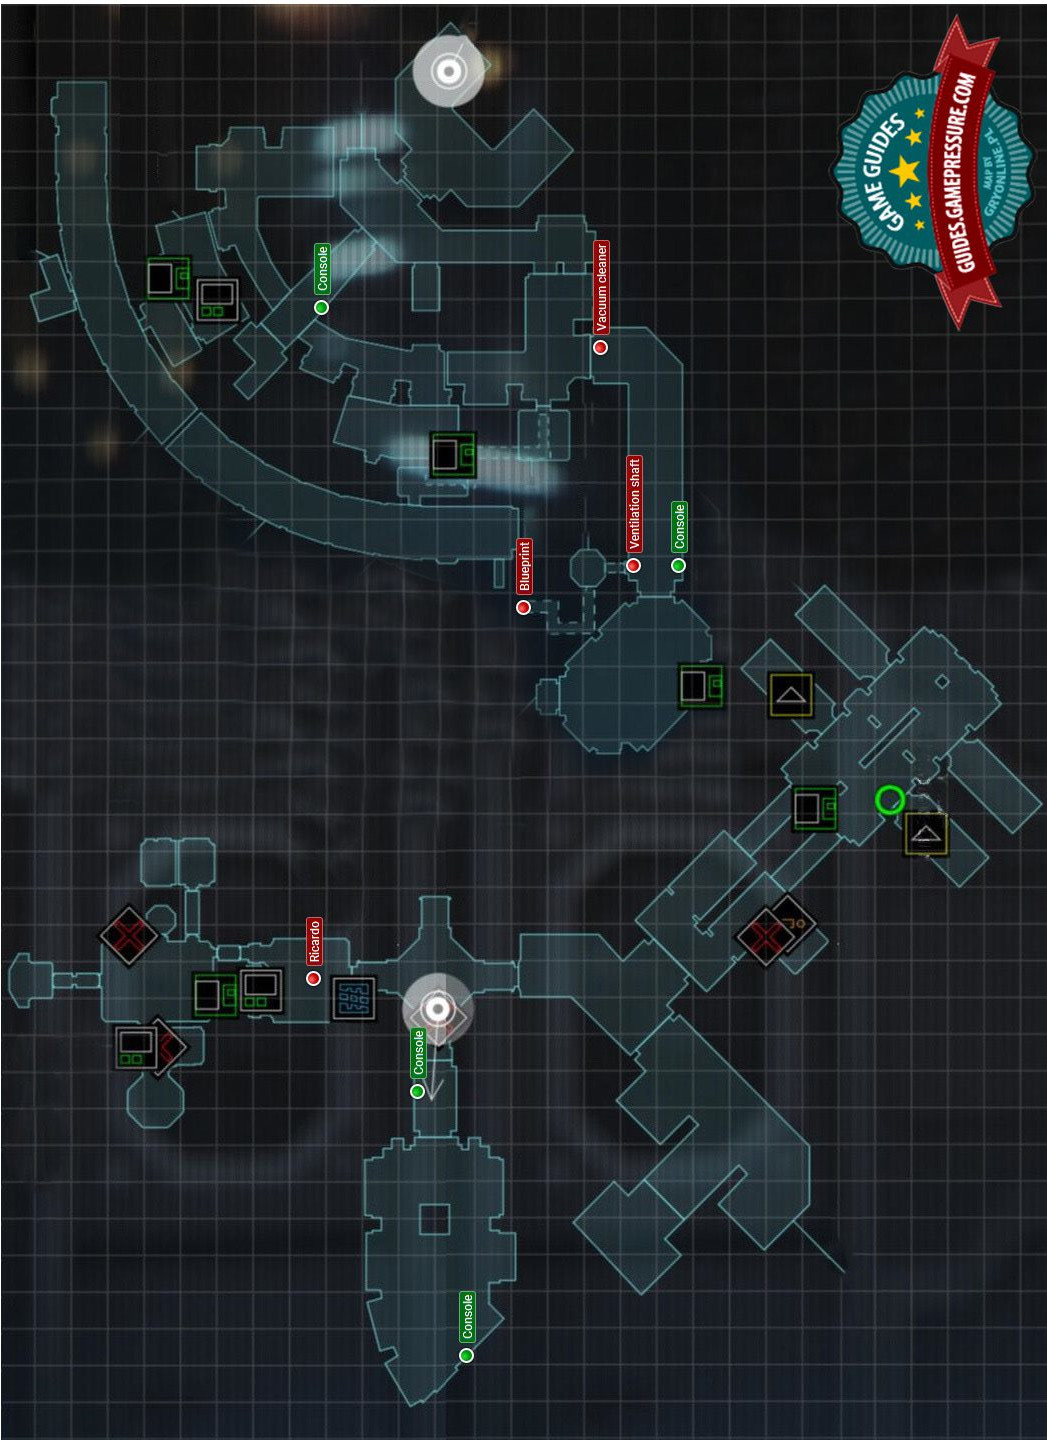 GAME GUIDES
GUIDES.GAMEPRESSURE.COM
MAP BY
GRYONLINE.PL
Console
Vacuum cleaner
Ventilation shaft
Console
Blueprint
Ricardo
Console
Console